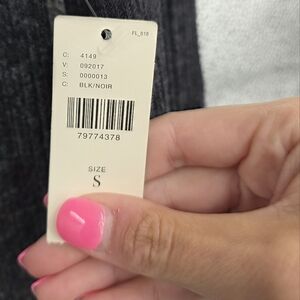 FL_018
C: 4149
V: 092017
S: 0000013
C: BLK/NOIR
79774378
SIZE
S